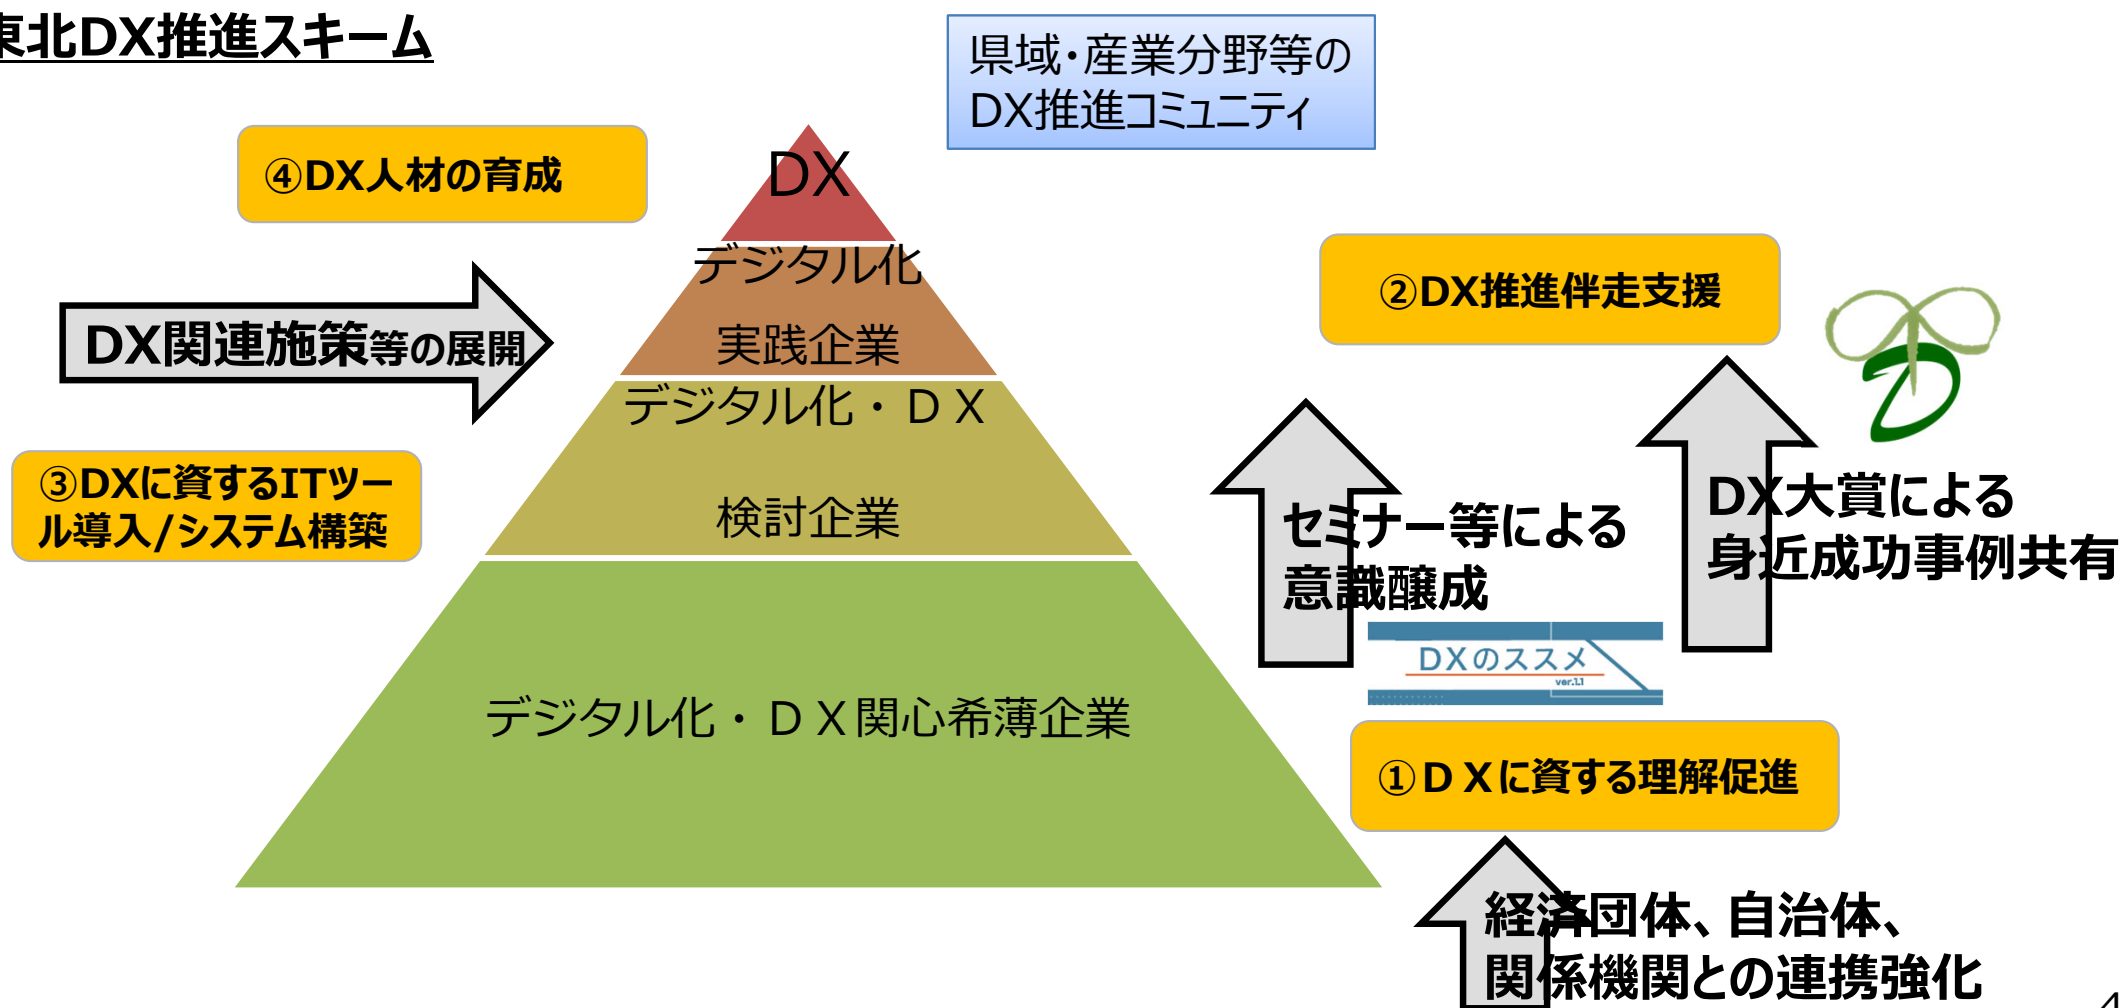 東北DX推進スキーム
県域・産業分野等の
DX推進コミュニティ
④DX人材の育成
DX
デジタル化
実践企業
②DX推進伴走支援
DX関連施策等の展開
デジタル化・ＤＸ
検討企業
③DXに資するITツー
ル導入/システム構築
セミナー等による
意識醸成
DX大賞による
身近成功事例共有
DXのススメ
ver.1.1
デジタル化・ＤＸ関心希薄企業
①ＤＸに資する理解促進
経済団体、自治体、
関係機関との連携強化